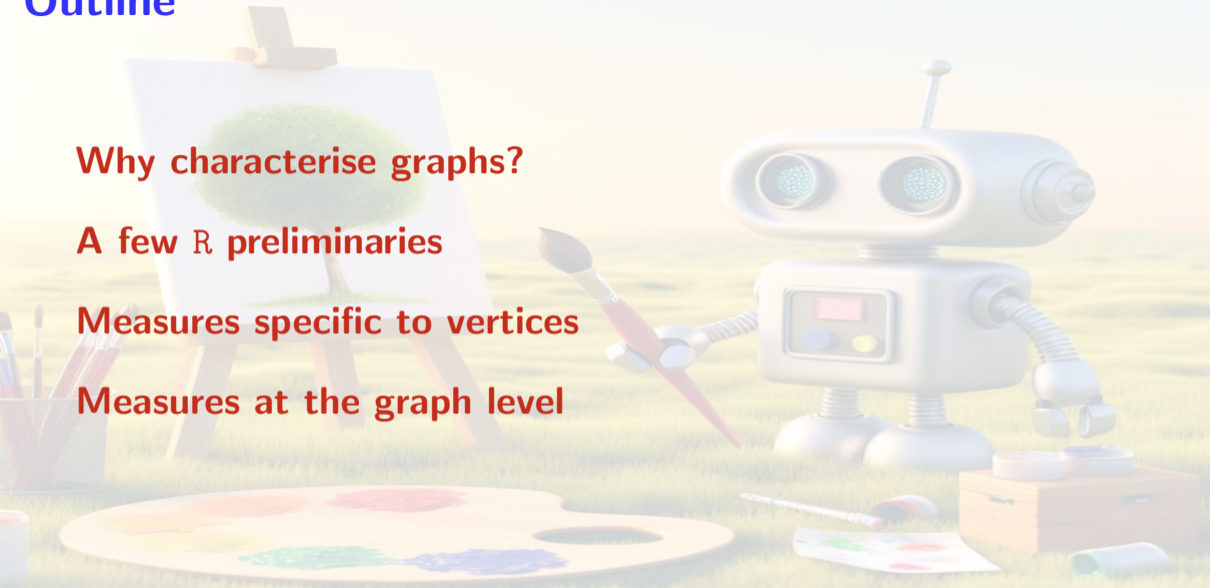 Outline
Why characterise graphs?
A few R preliminaries
Measures specific to vertices
Measures at the graph level